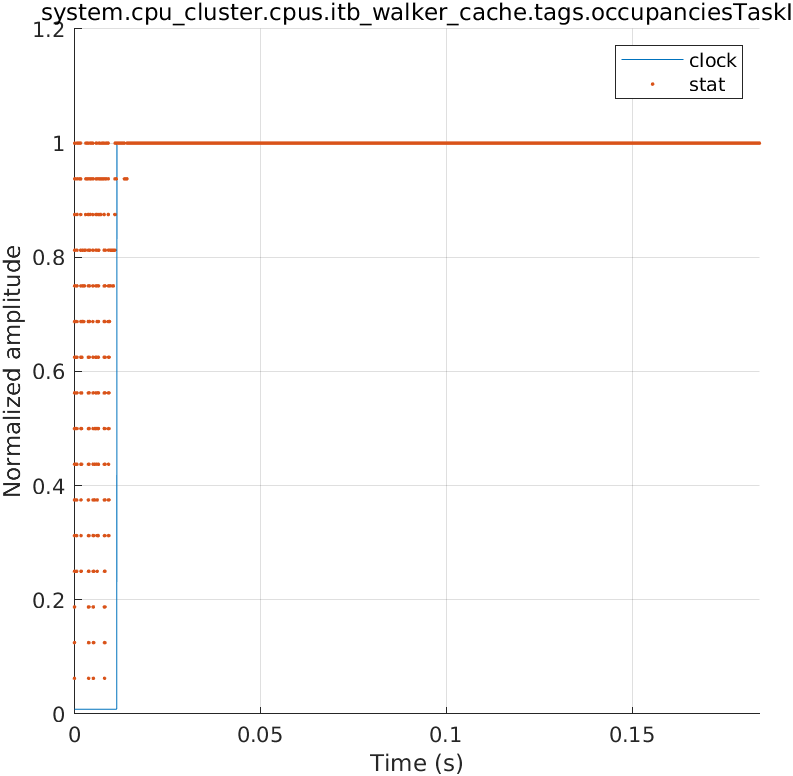 system.cpu_cluster.cpus.itb_walker_cache.tags.occupanciesTaskI
1.2
clock
stat
1
0.8
0.6
0.4
0.2
0
Normalized amplitude
0
0.05
0.1
0.15
Time (s)